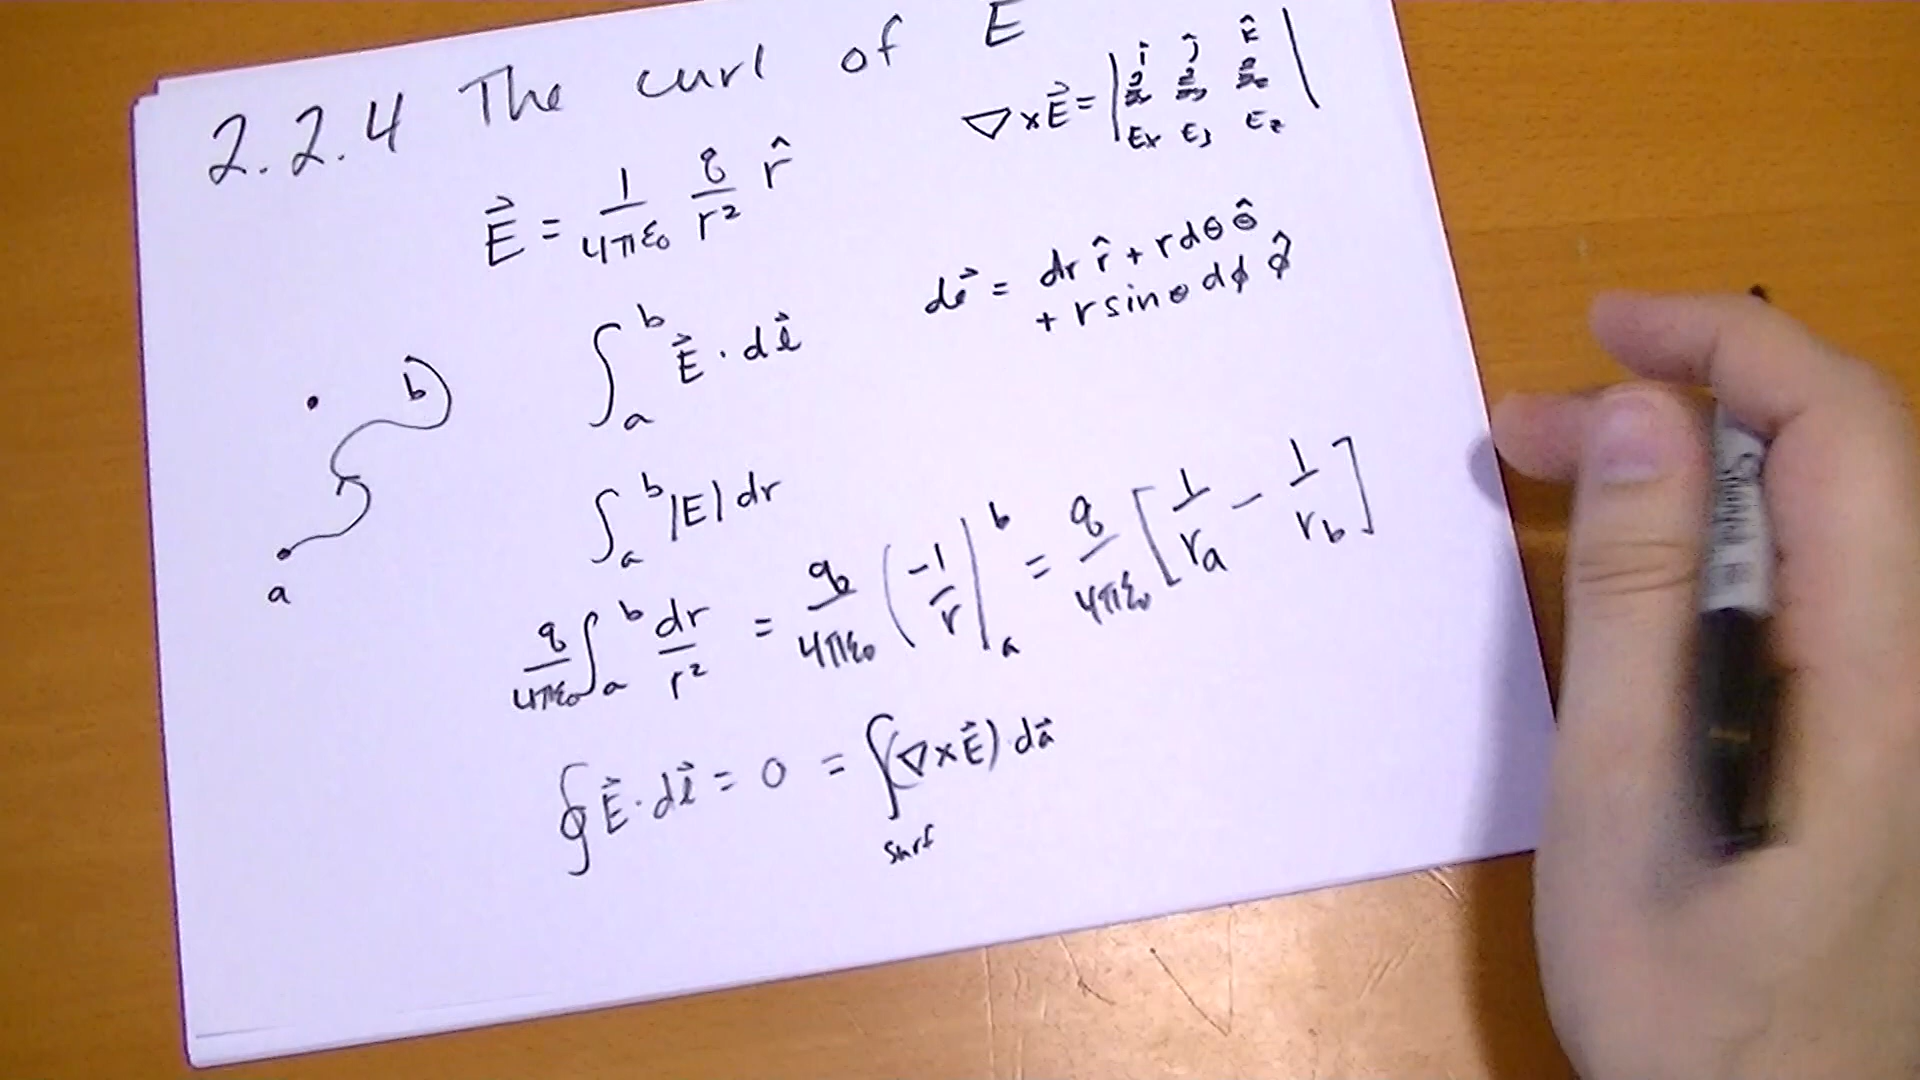 2.2.4 The curl of E
∇×E⃗ = | î ĵ k̂
∂/∂x ∂/∂y ∂/∂z
Ex Ey Ez |
E⃗ = 1/4πε₀ q/r² r̂
dl⃗ = dr r̂ + r dθ θ̂
+ r sinθ dϕ ϕ̂
∫ₐᵇ E⃗ · dl⃗
b
a
∫ₐᵇ |E| dr
q/4πε₀ ∫ₐᵇ dr/r² = q/4πε₀ (-1/r |ₐᵇ = q/4πε₀ [1/rₐ − 1/r_b]
∮ E⃗ · dl⃗ = 0 = ∫(∇×E⃗) · da⃗
surf